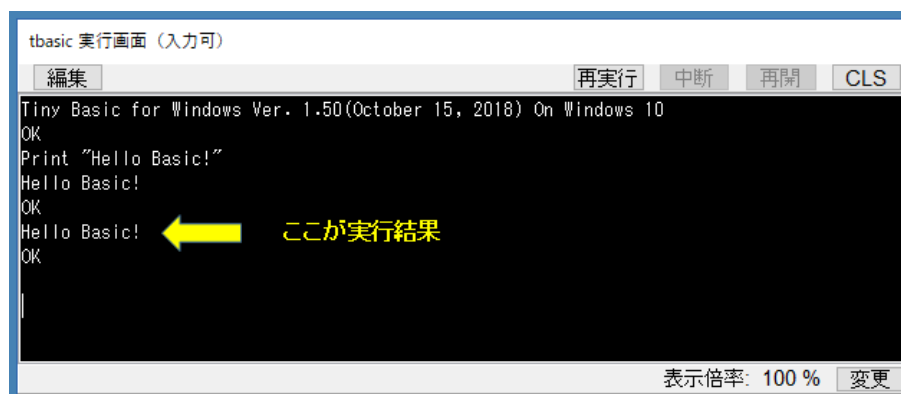 tbasic 実行画面（入力可）
編集 再実行 中断 再開 CLS
Tiny Basic for Windows Ver. 1.50(October 15, 2018) On Windows 10
OK
Print "Hello Basic!"
Hello Basic!
OK
Hello Basic! ここが実行結果
OK
表示倍率: 100 % 変更